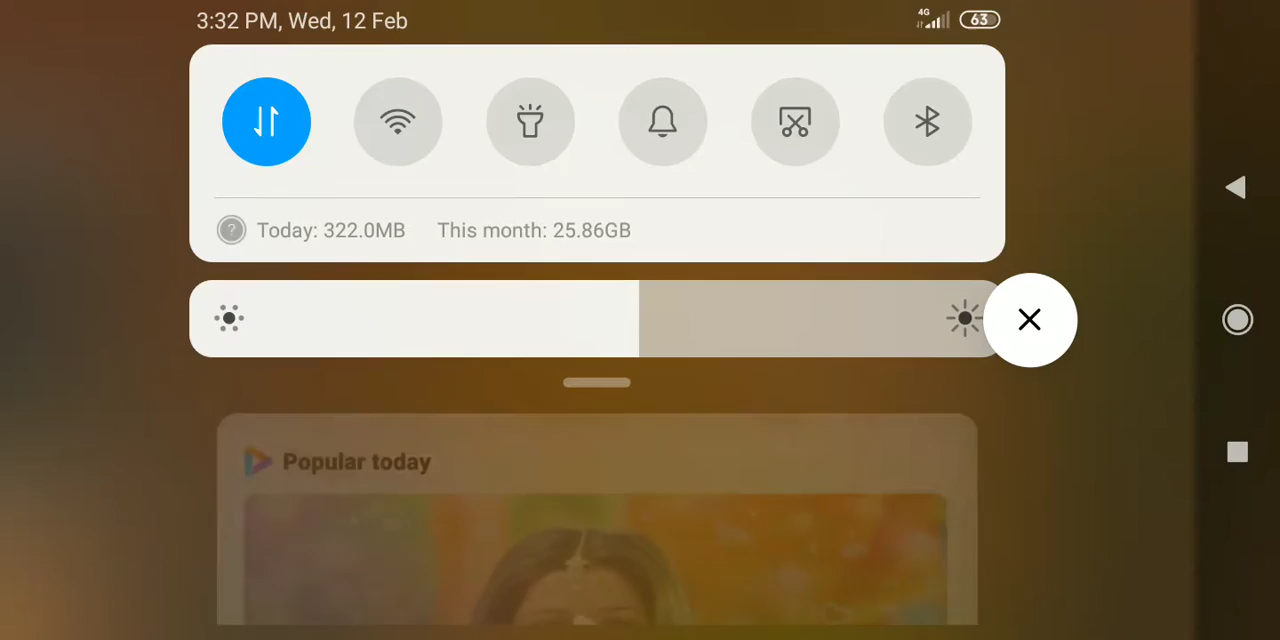 3:32 PM, Wed, 12 Feb
4G
63
? Today: 322.0MB This month: 25.86GB
Popular today